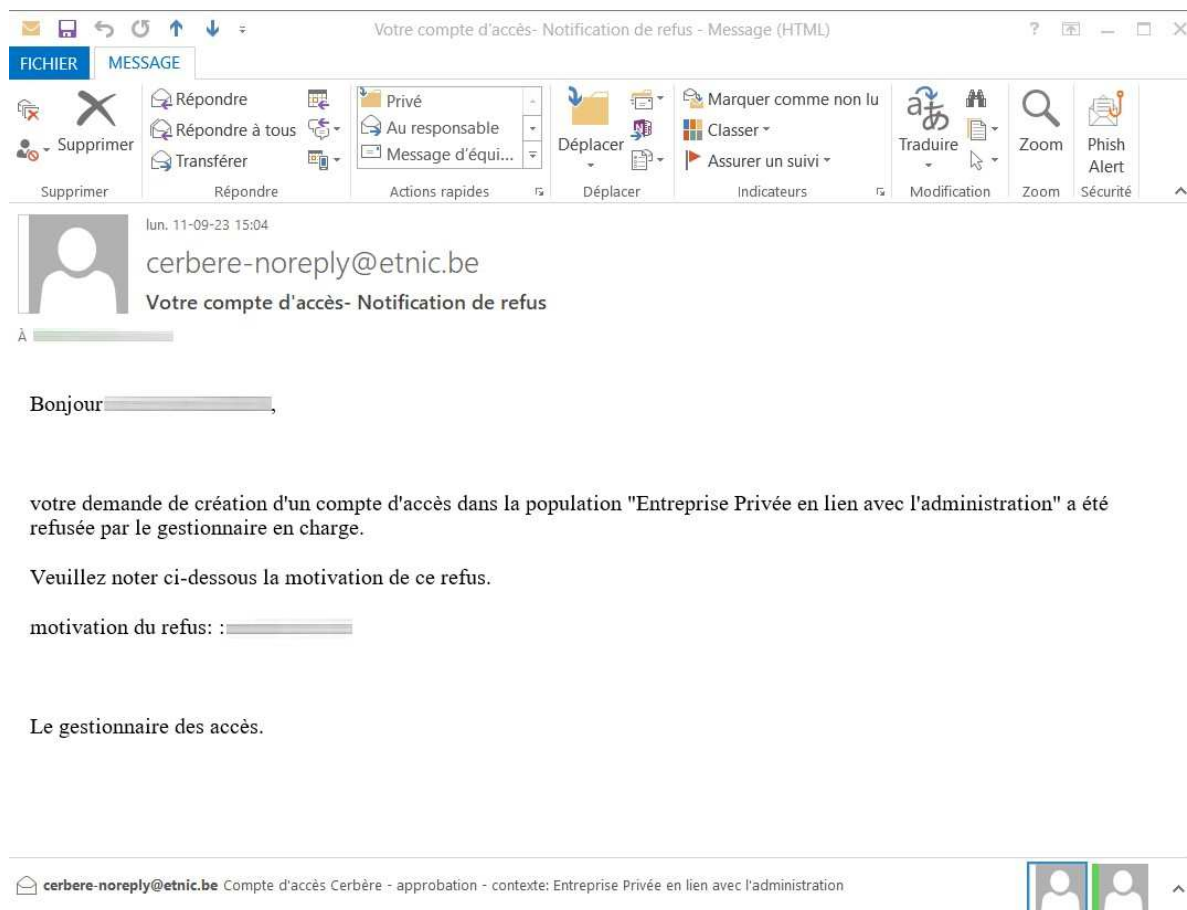 Votre compte d'accès- Notification de refus - Message (HTML)
?
FICHIER
MESSAGE
Supprimer
Répondre
Répondre à tous
Transférer
Privé
Au responsable
Message d'équi...
Déplacer
Marquer comme non lu
Classer
Assurer un suivi
Traduire
Zoom
Phish
Alert
Supprimer
Répondre
Actions rapides
Déplacer
Indicateurs
Modification
Zoom
Sécurité
lun. 11-09-23 15:04
cerbere-noreply@etnic.be
Votre compte d'accès- Notification de refus
À
Bonjour ,
votre demande de création d'un compte d'accès dans la population "Entreprise Privée en lien avec l'administration" a été
refusée par le gestionnaire en charge.
Veuillez noter ci-dessous la motivation de ce refus.
motivation du refus: :
Le gestionnaire des accès.
cerbere-noreply@etnic.be Compte d'accès Cerbère - approbation - contexte: Entreprise Privée en lien avec l'administration